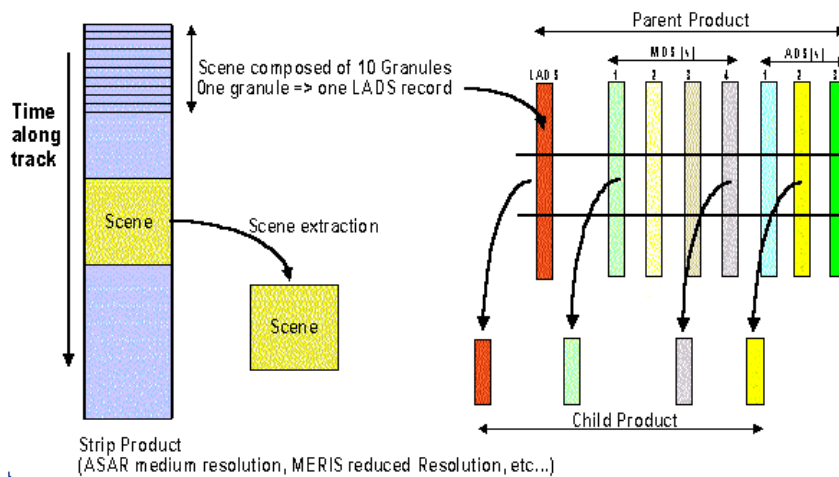 Parent Product
MDS |4|
ADS |4|
LADS
1
2
3
4
1
2
3
Scene composed of 10 Granules
One granule => one LADS record
Time
along
track
Scene
Scene extraction
Scene
Child Product
Strip Product
(ASAR medium resolution, MERIS reduced Resolution, etc...)